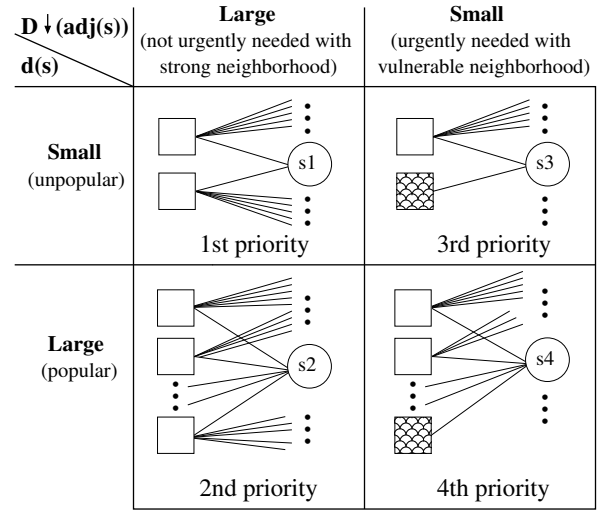 D↓(adj(s))
d(s)
Large
(not urgently needed with
strong neighborhood)
Small
(urgently needed with
vulnerable neighborhood)
Small
(unpopular)
s1
1st priority
s3
3rd priority
Large
(popular)
s2
2nd priority
s4
4th priority